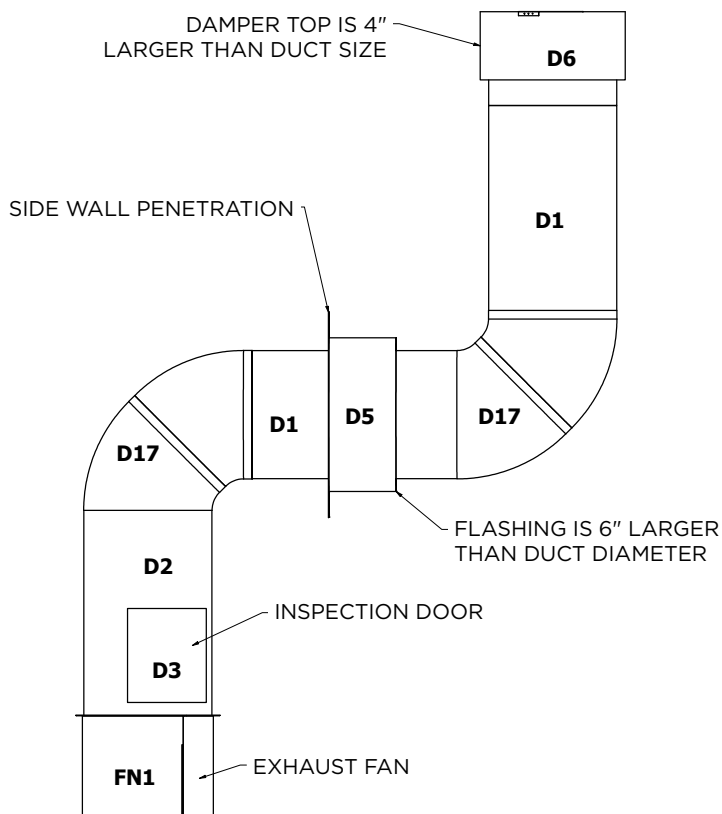 DAMPER TOP IS 4"
LARGER THAN DUCT SIZE
D6
D1
SIDE WALL PENETRATION
D1
D5
D17
D17
FLASHING IS 6" LARGER
THAN DUCT DIAMETER
D2
INSPECTION DOOR
D3
EXHAUST FAN
FN1